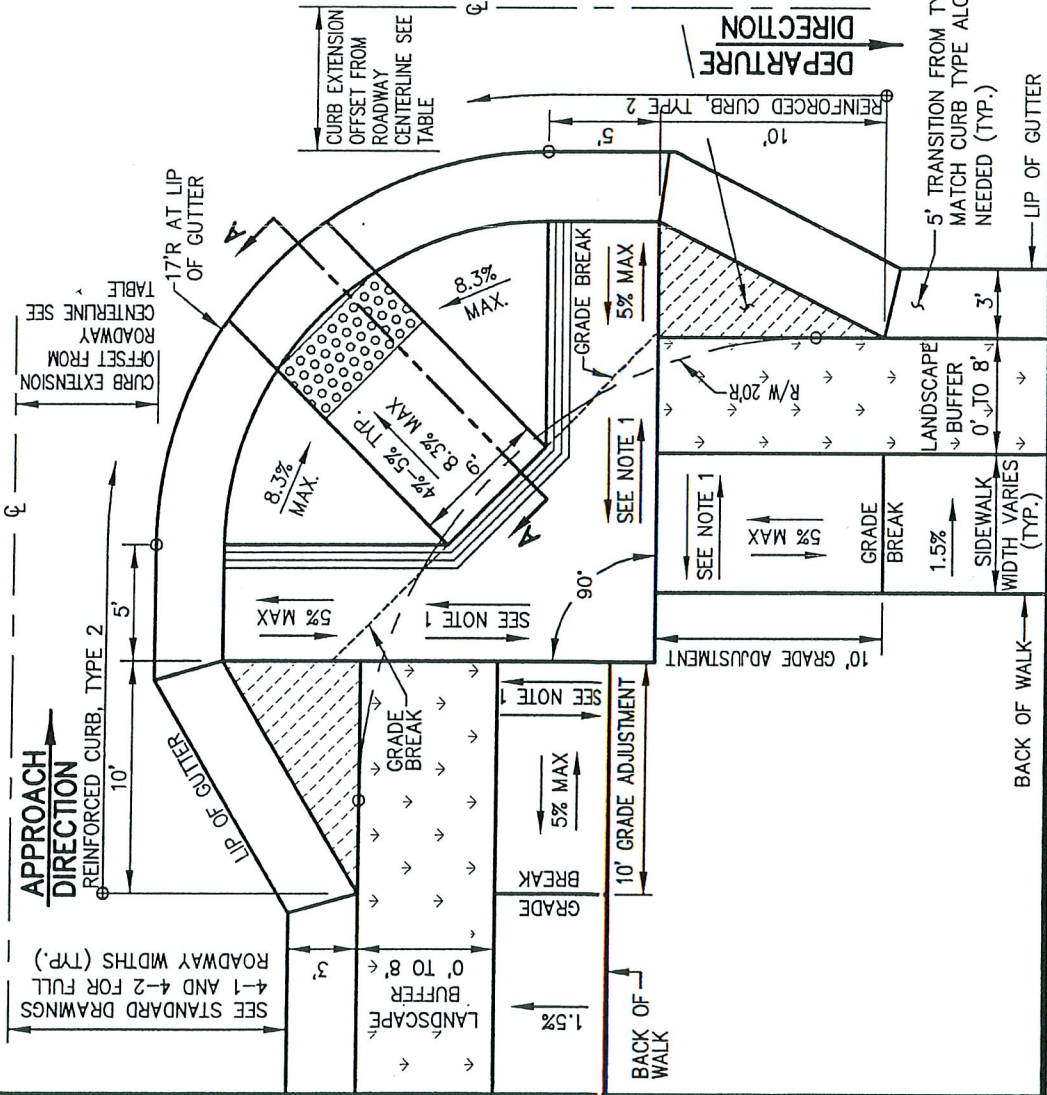 ℄
APPROACH
DIRECTION
REINFORCED CURB, TYPE 2
10'
5'
LIP OF GUTTER
SEE STANDARD DRAWINGS
4-1 AND 4-2 FOR FULL
ROADWAY WIDTHS (TYP.)
3'
LANDSCAPE
BUFFER
0' TO 8'
1.5%
GRADE
BREAK
5% MAX
SEE NOTE 1
10' GRADE ADJUSTMENT
BACK OF
WALK
GRADE
BREAK
5% MAX
SEE NOTE 1
90°
CURB EXTENSION
OFFSET FROM
ROADWAY
CENTERLINE SEE
TABLE
17'R AT LIP
OF GUTTER
A
8.3%
MAX.
4%-5% TYP.
8.3% MAX
A
8.3%
MAX.
GRADE BREAK
5% MAX
SEE NOTE 1
CURB EXTENSION
OFFSET FROM
ROADWAY
CENTERLINE SEE
TABLE
℄
DEPARTURE
DIRECTION
REINFORCED CURB, TYPE 2
5'
10'
5' TRANSITION FROM
MATCH CURB TYPE
NEEDED (TYP.)
LIP OF GUTTER
3'
R/W 20'R
LANDSCAPE
BUFFER
0' TO 8'
SEE NOTE 1
5% MAX
GRADE
BREAK
1.5%
SIDEWALK
WIDTH VARIES
(TYP.)
10' GRADE ADJUSTMENT
BACK OF WALK